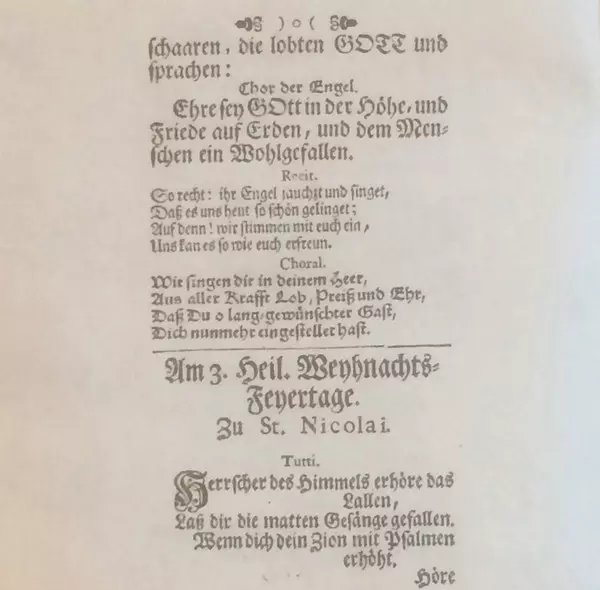 ) o (
schaaren, die lobten GOTT und
sprachen:
Chor der Engel.
Ehre sey GOtt in der Höhe, und
Friede auf Erden, und dem Men-
schen ein Wohlgefallen.
Recit.
So recht: ihr Engel jauchzt und singet,
Daß es uns heut so schön gelinget;
Auf denn! wir stimmen mit euch ein,
Uns kan es so wie euch erfreun.
Choral.
Wir singen dir in deinem Heer,
Aus aller Krafft Lob, Preiß und Ehr,
Daß Du o lang-gewünschter Gast,
Dich nunmehr eingestellet hast.
Am 3. Heil. Weyhnachts-
Feyertage.
Zu St. Nicolai.
Tutti.
Herrscher des Himmels erhöre das
Lallen,
Laß dir die matten Gesänge gefallen.
Wenn dich dein Zion mit Psalmen
erhöht.
Höre